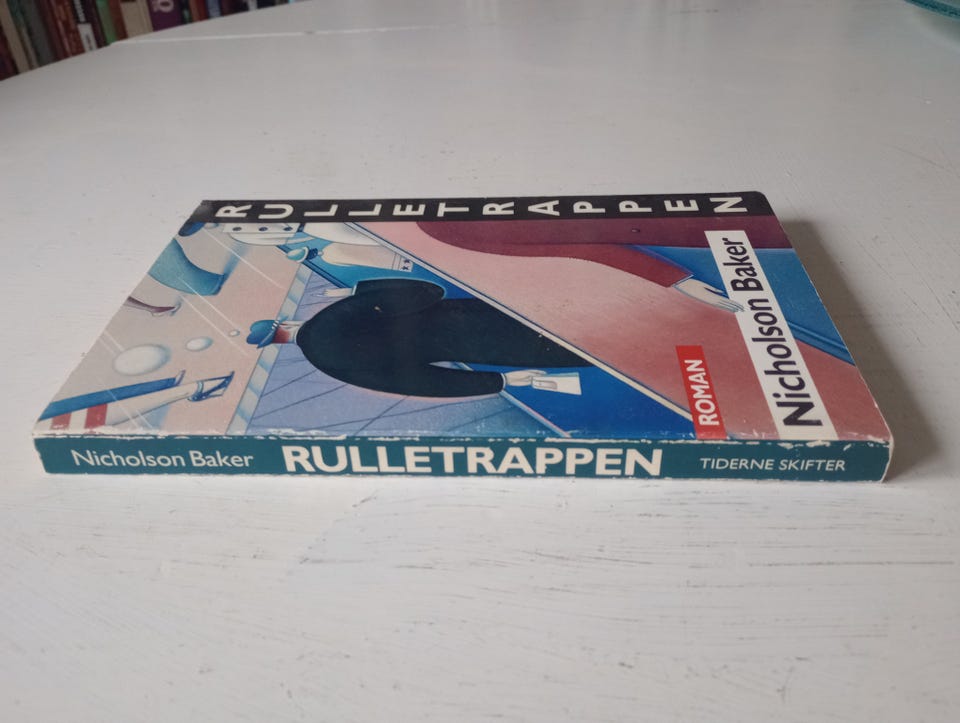 RULLETRAPPEN
ROMAN
Nicholson Baker
Nicholson Baker RULLETRAPPEN TIDERNE SKIFTER